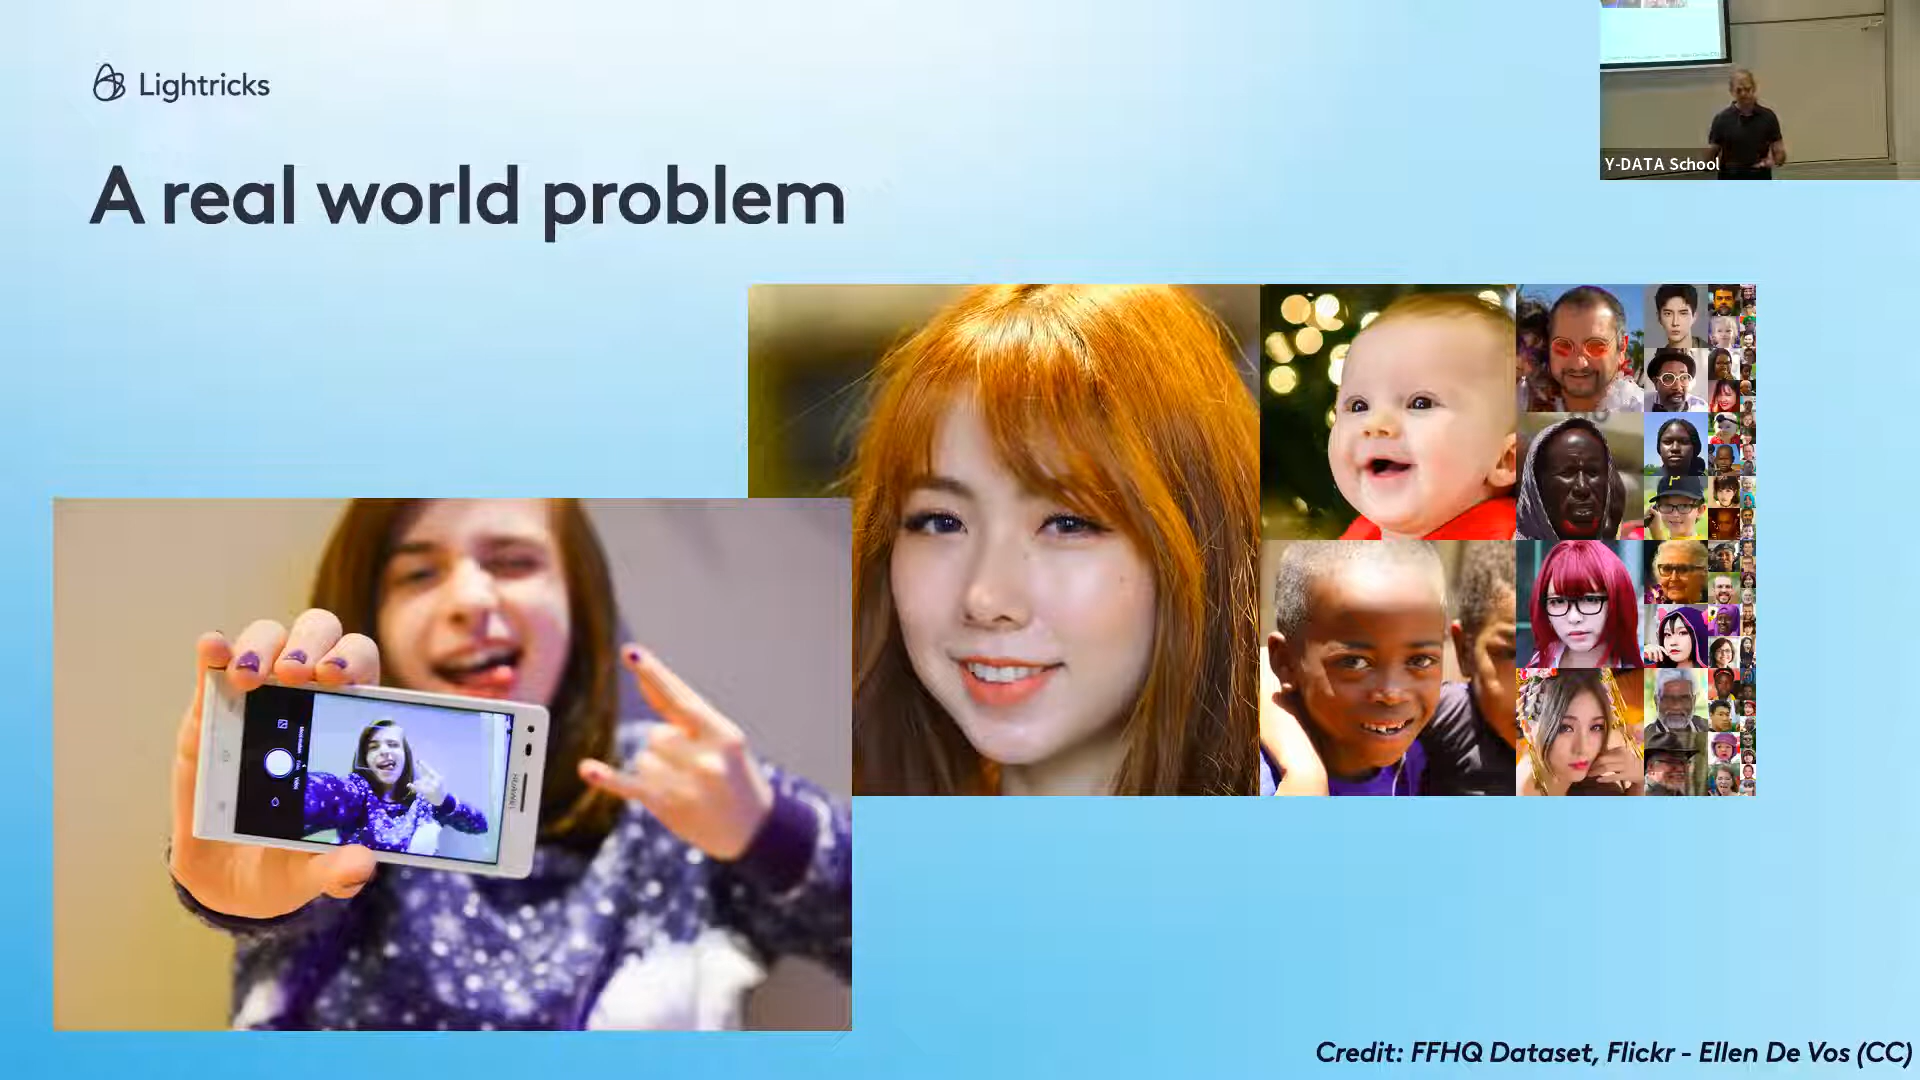 Lightricks
A real world problem
Y-DATA School
Credit: FFHQ Dataset, Flickr - Ellen De Vos (CC)